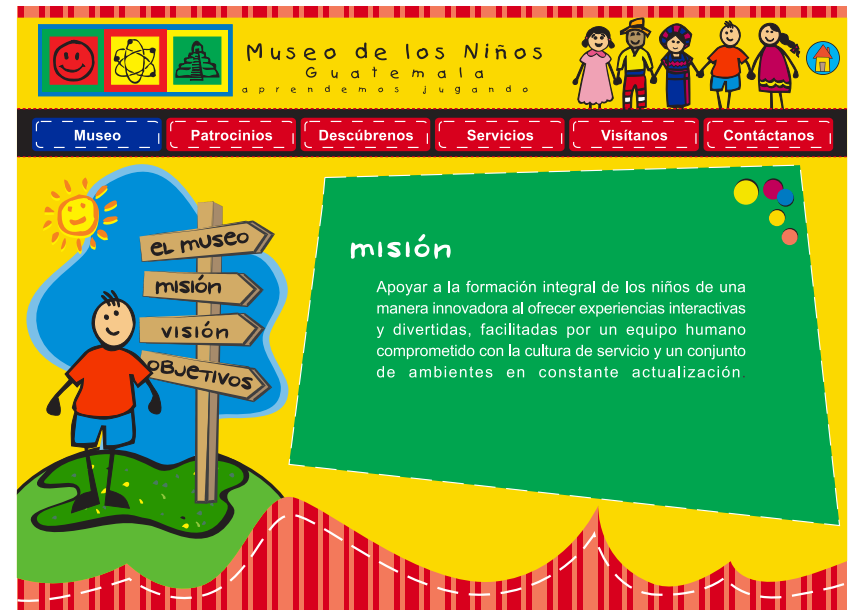 Museo de los Niños
Guatemala
aprendemos jugando
Museo
Patrocinios
Descúbrenos
Servicios
Visítanos
Contáctanos
eL museo
misión
visión
oBJeTIVOS
misión
Apoyar a la formación integral de los niños de una
manera innovadora al ofrecer experiencias interactivas
y divertidas, facilitadas por un equipo humano
comprometido con la cultura de servicio y un conjunto
de ambientes en constante actualización.